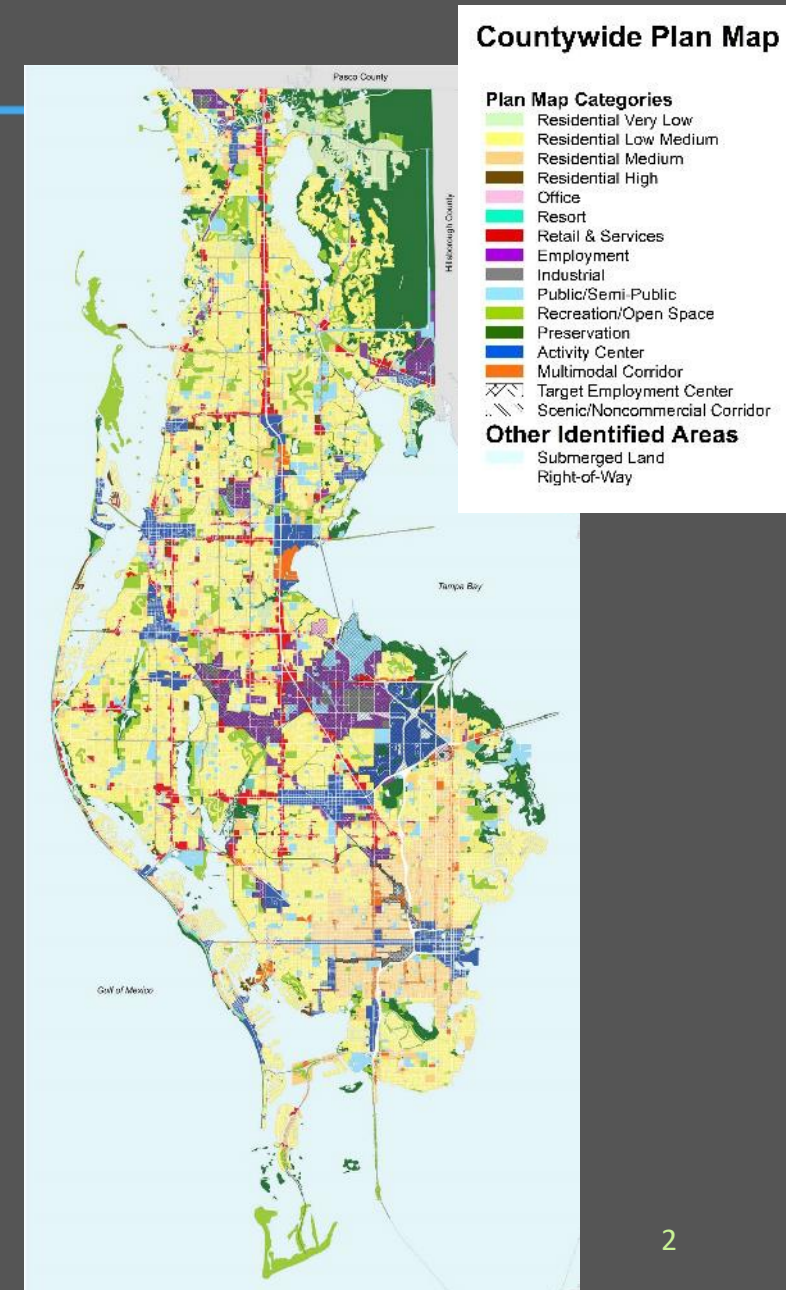 Countywide Plan Map
Plan Map Categories
Residential Very Low
Residential Low Medium
Residential Medium
Residential High
Office
Resort
Retail & Services
Employment
Industrial
Public/Semi-Public
Recreation/Open Space
Preservation
Activity Center
Multimodal Corridor
Target Employment Center
Scenic/Noncommercial Corridor
Other Identified Areas
Submerged Land
Right-of-Way
Pasco County
Hillsborough County
Tampa Bay
Gulf of Mexico
2